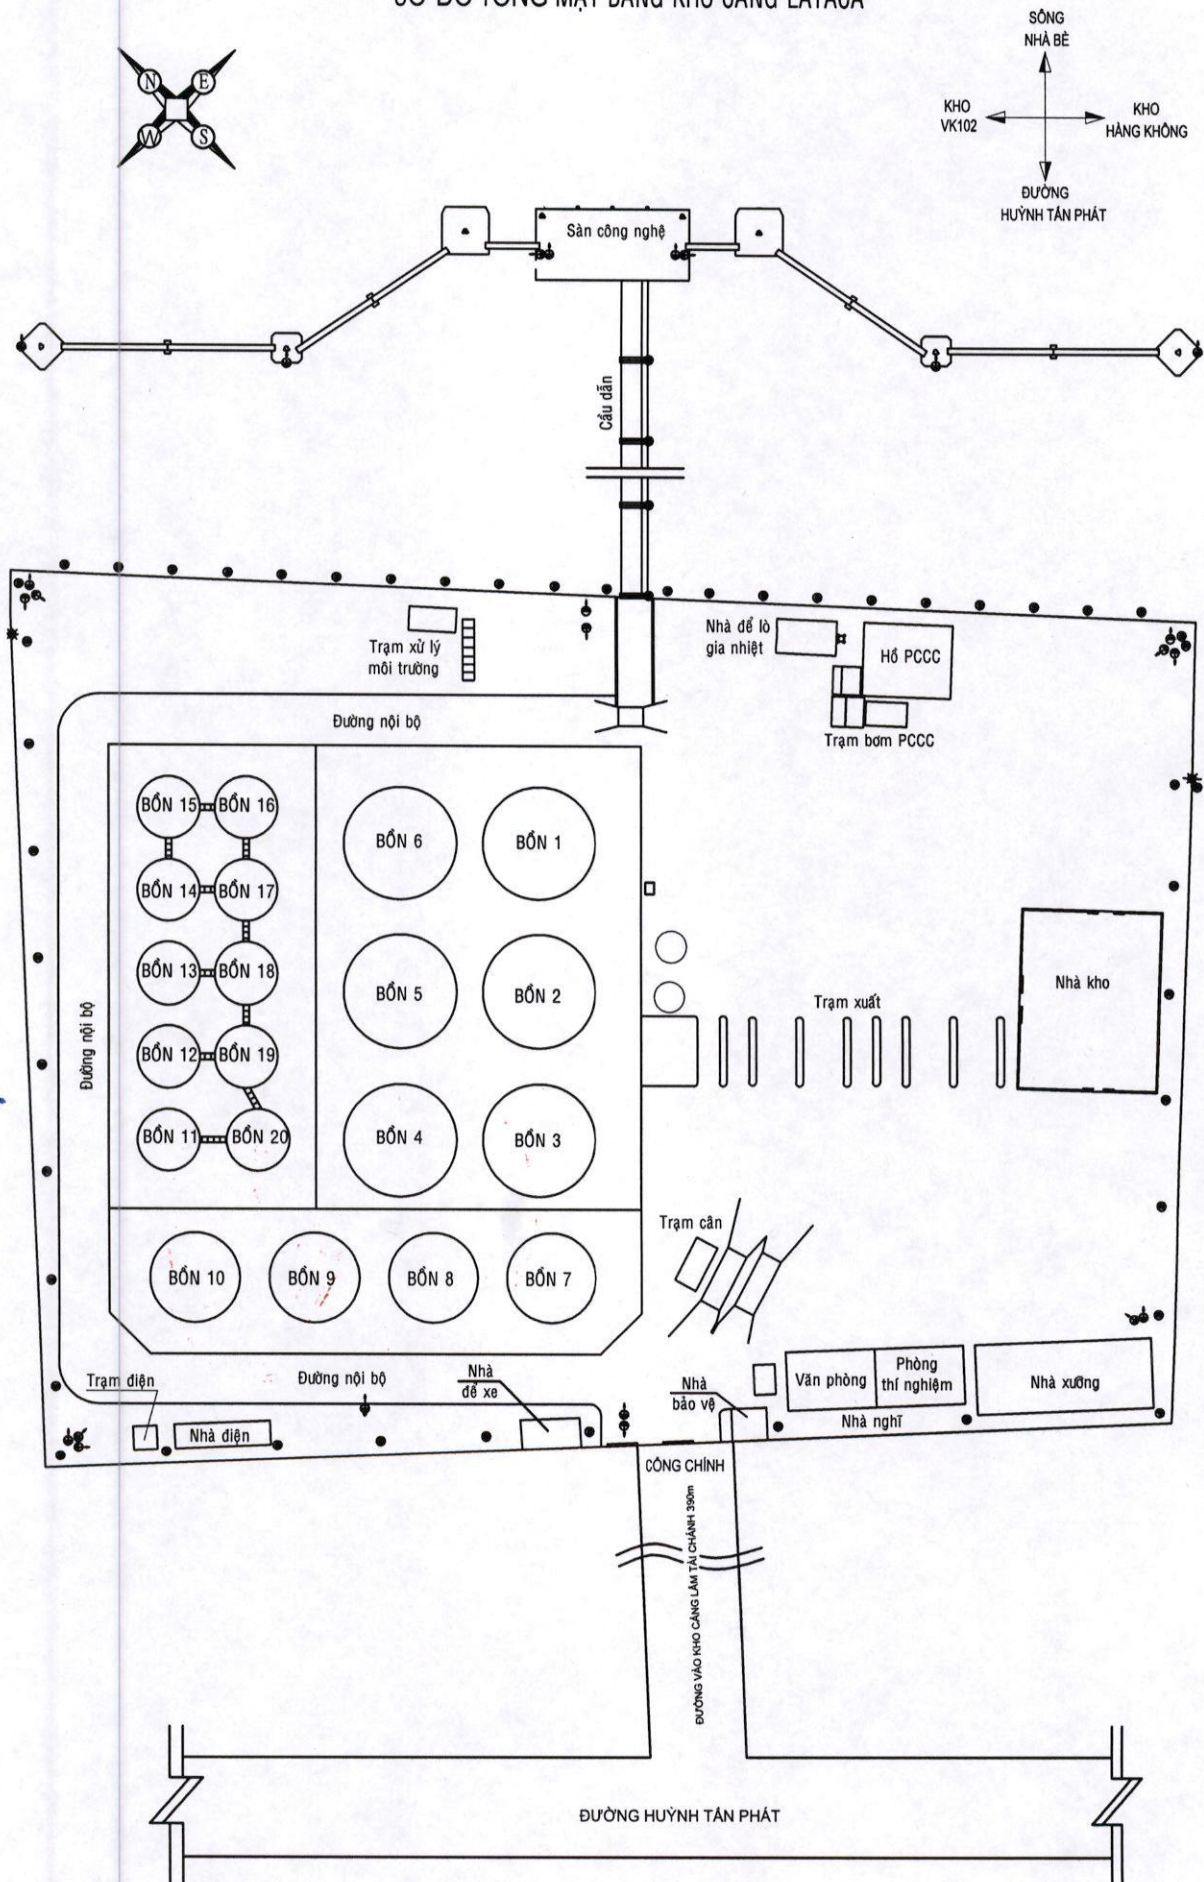 SƠ ĐỒ TỔNG MẶT BẰNG KHO CẢNG LATACA
SÔNG
NHÀ BÈ
N
E
KHO
VK102
KHO
HÀNG KHÔNG
W
S
ĐƯỜNG
HUỲNH TẤN PHÁT
Sàn công nghệ
Cầu dẫn
Trạm xử lý
môi trường
Nhà để lò
gia nhiệt
Hồ PCCC
Đường nội bộ
Trạm bơm PCCC
BỒN 15
BỒN 16
BỒN 6
BỒN 1
BỒN 14
BỒN 17
BỒN 13
BỒN 18
BỒN 5
BỒN 2
Trạm xuất
Nhà kho
Đường nội bộ
BỒN 12
BỒN 19
BỒN 11
BỒN 20
BỒN 4
BỒN 3
Trạm cân
BỒN 10
BỒN 9
BỒN 8
BỒN 7
Trạm điện
Đường nội bộ
Nhà
để xe
Nhà
bảo vệ
Văn phòng
Phòng
thí nghiệm
Nhà xưởng
Nhà điện
Nhà nghĩ
CỔNG CHÍNH
ĐƯỜNG VÀO KHO CẢNG LÂM TÀI CHÁNH 390m
ĐƯỜNG HUỲNH TẤN PHÁT